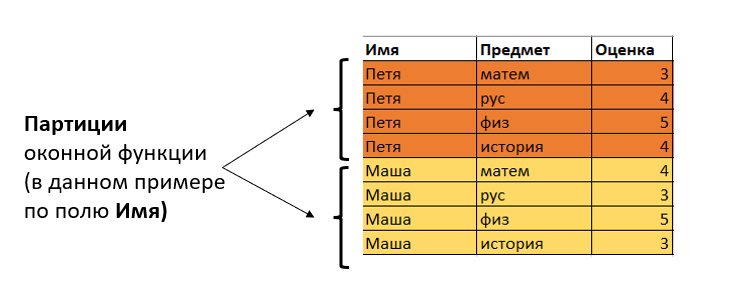 Партиции
оконной функции
(в данном примере
по полю Имя)
Имя Предмет Оценка
Петя матем 3
Петя рус 4
Петя физ 5
Петя история 4
Маша матем 4
Маша рус 3
Маша физ 5
Маша история 3